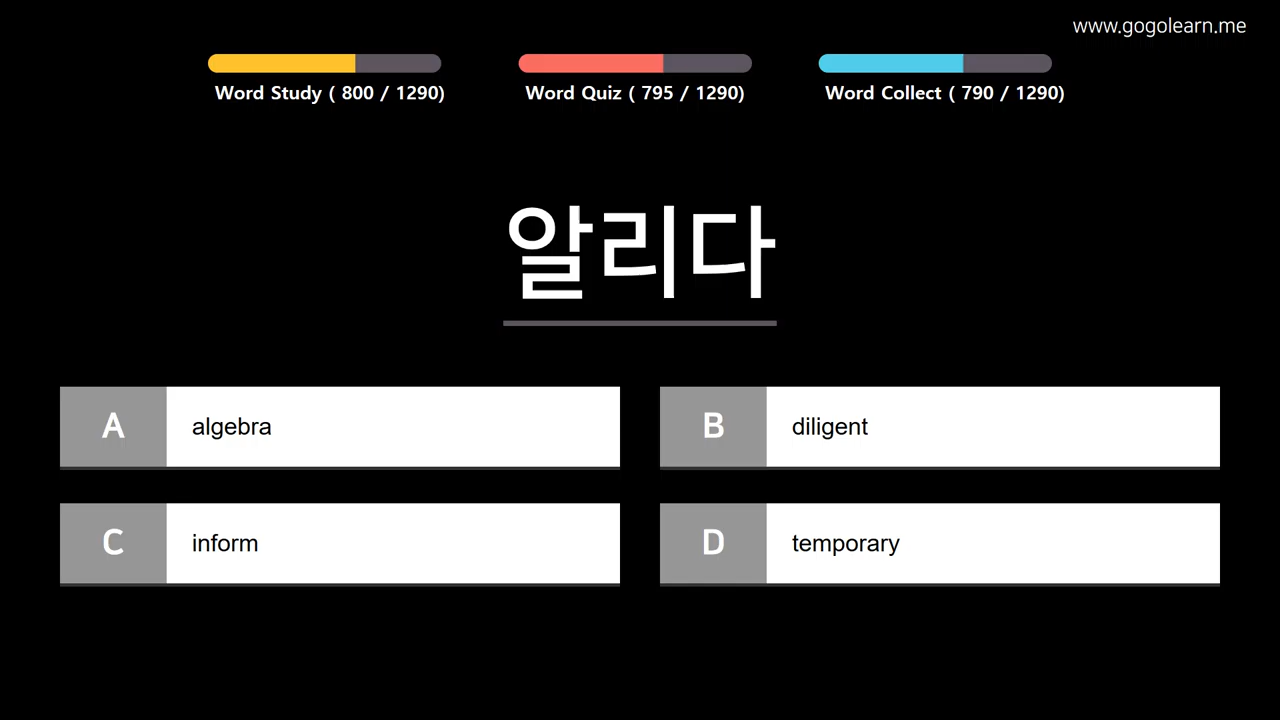 www.gogolearn.me
Word Study ( 800 / 1290)
Word Quiz ( 795 / 1290)
Word Collect ( 790 / 1290)
알리다
A algebra
B diligent
C inform
D temporary